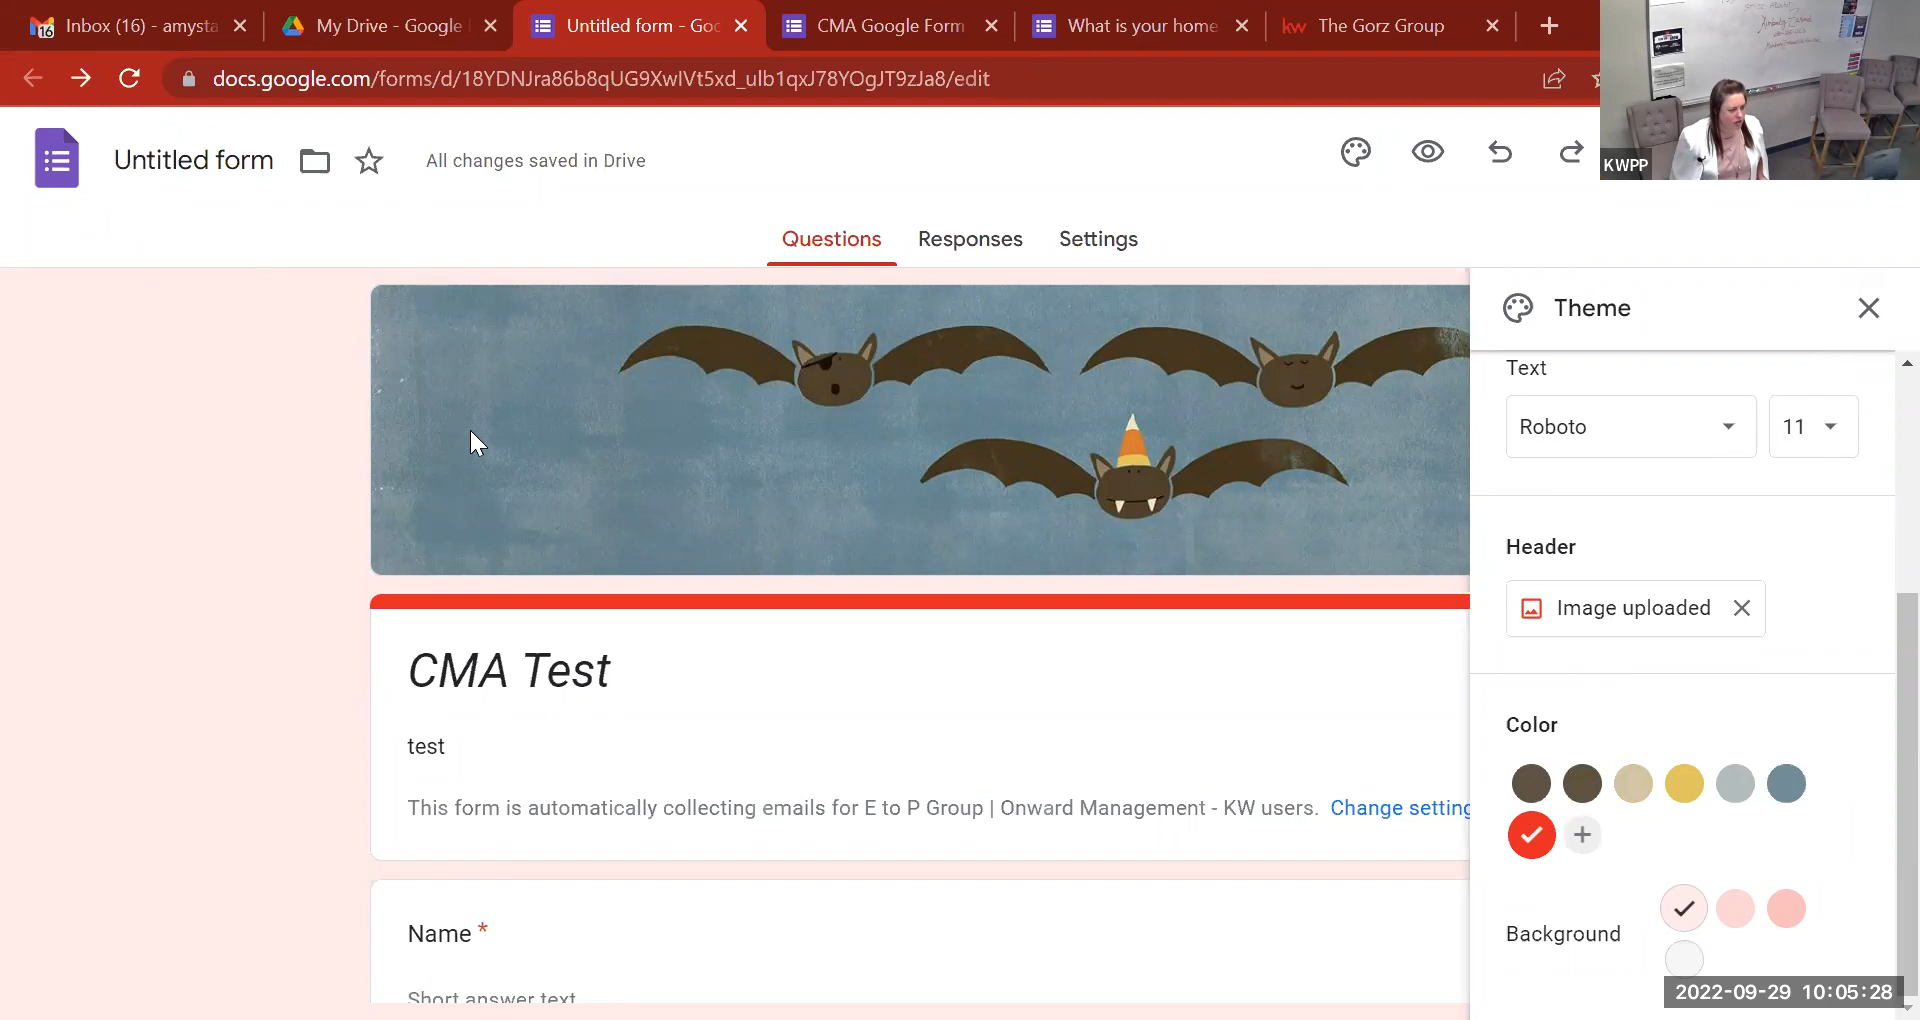 Inbox (16) - amysta
My Drive - Google
Untitled form - Goo
CMA Google Form
What is your home
kw The Gorz Group
docs.google.com/forms/d/18YDNJra86b8qUG9XwIVt5xd_ulb1qxJ78YOgJT9zJa8/edit
Untitled form
All changes saved in Drive
KWPP
Questions
Responses
Settings
Theme
Text
Roboto
11
Header
Image uploaded
CMA Test
test
This form is automatically collecting emails for E to P Group | Onward Management - KW users. Change setting
Color
Name *
Background
Short answer text
2022-09-29 10:05:28